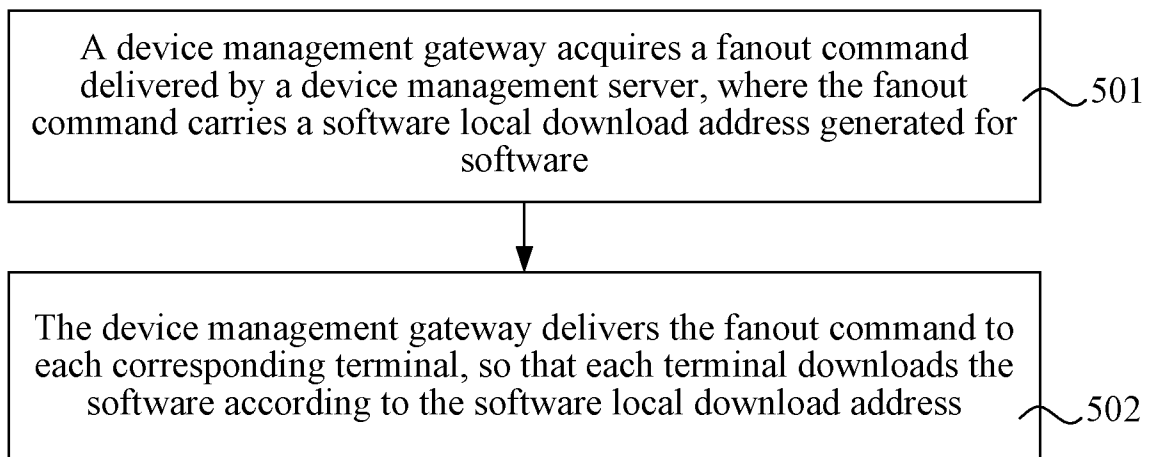 A device management gateway acquires a fanout command
delivered by a device management server, where the fanout
command carries a software local download address generated for
software
501
The device management gateway delivers the fanout command to
each corresponding terminal, so that each terminal downloads the
software according to the software local download address
502